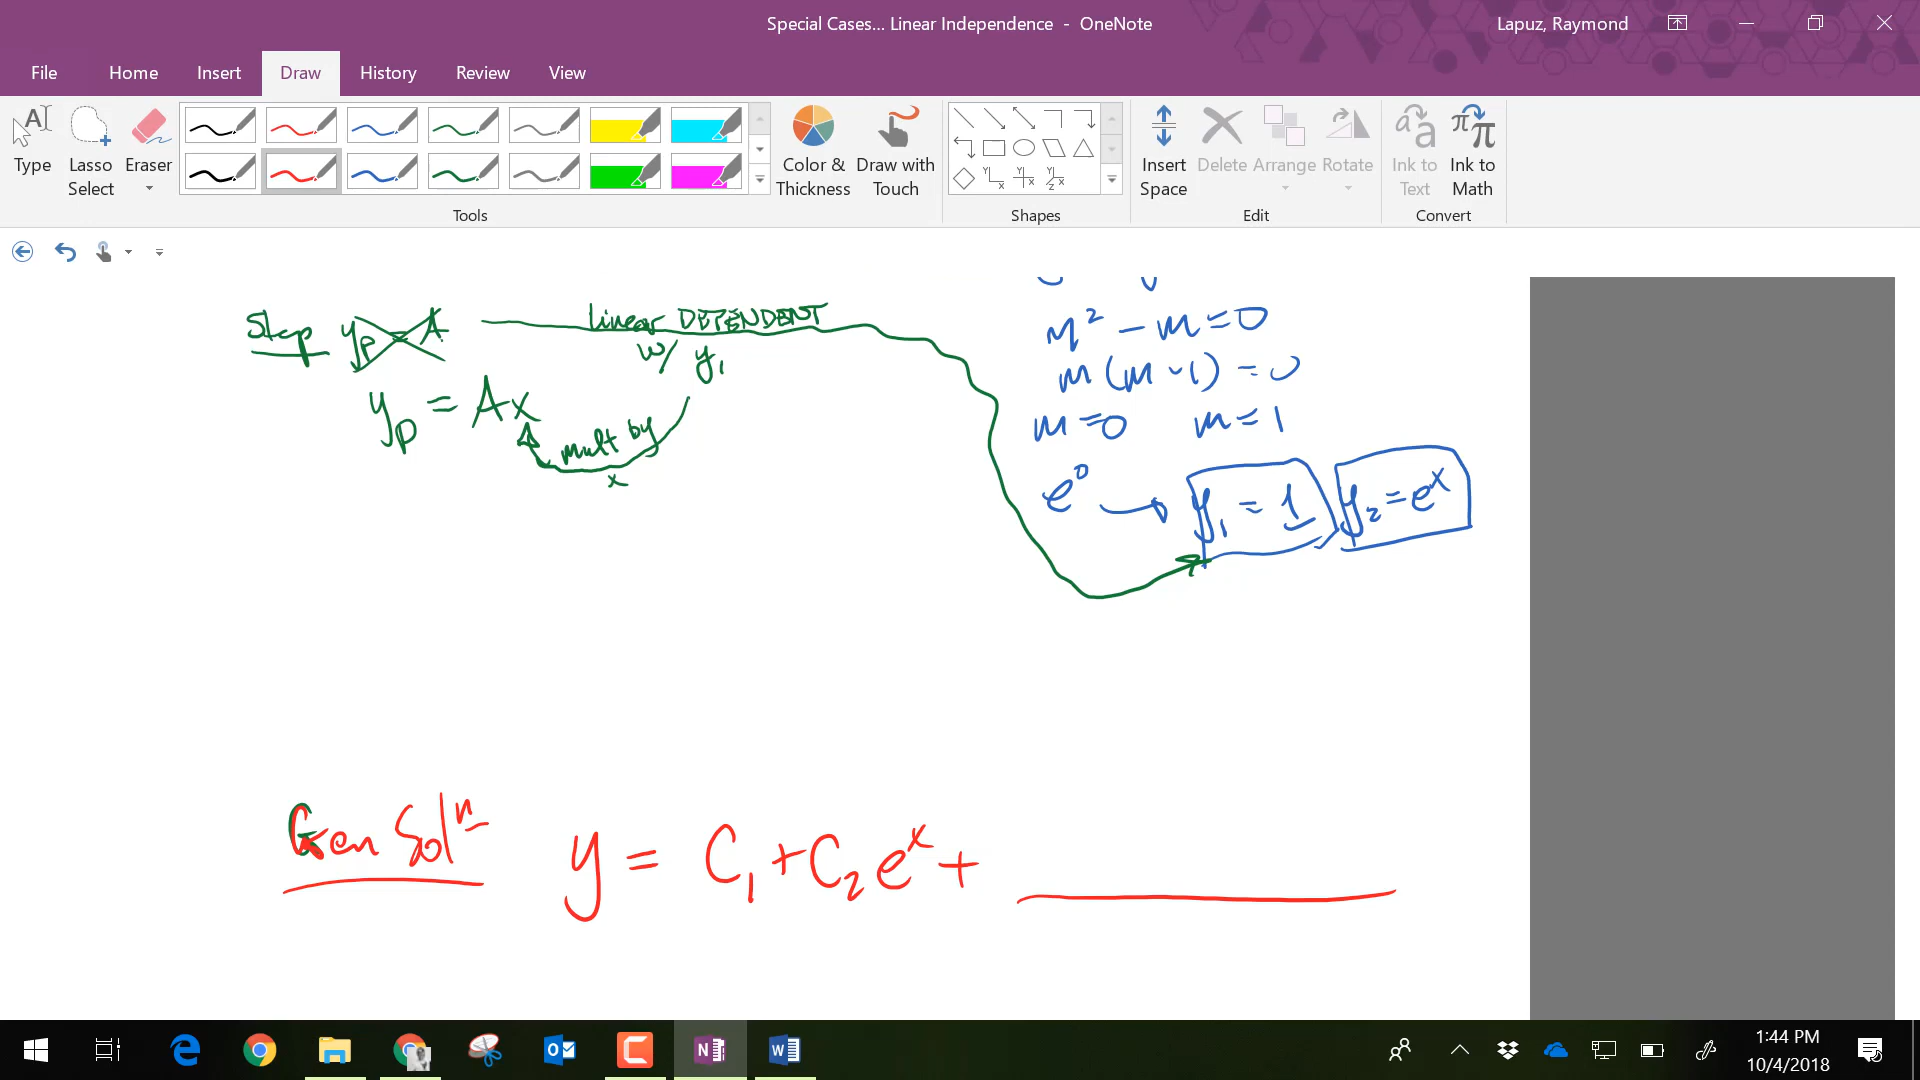 Special Cases... Linear Independence - OneNote
Lapuz, Raymond
File Home Insert Draw History Review View
Type
Lasso Select
Eraser
Color & Thickness
Draw with Touch
Insert Space
Delete
Arrange
Rotate
Ink to Text
Ink to Math
Tools
Shapes
Edit
Convert
Step yp = A
linear DEPENDENT
w/ y₁
yp = Ax
mult by
x
m² - m = 0
m (m - 1) = 0
m = 0 m = 1
e⁰ → y₁ = 1 y₂ = eˣ
Gen Solⁿ y = C₁ + C₂ eˣ +
1:44 PM
10/4/2018